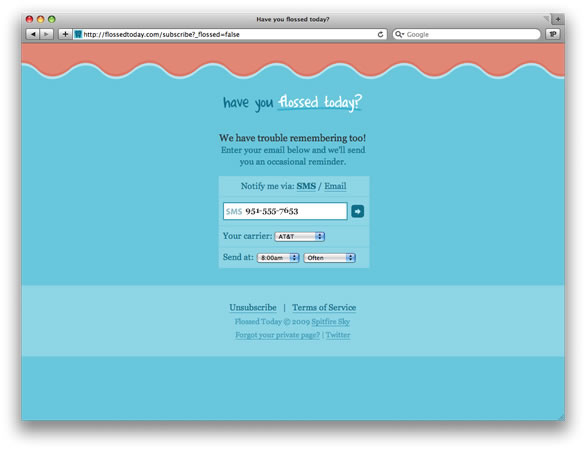 Have you flossed today?
http://flossedtoday.com/subscribe?_flossed=false
Google
have you flossed today?
We have trouble remembering too!
Enter your email below and we'll send
you an occasional reminder.
Notify me via: SMS / Email
SMS 951-555-7653
Your carrier: AT&T
Send at: 8:00am Often
Unsubscribe | Terms of Service
Flossed Today © 2009 Spitfire Sky
Forgot your private page? | Twitter